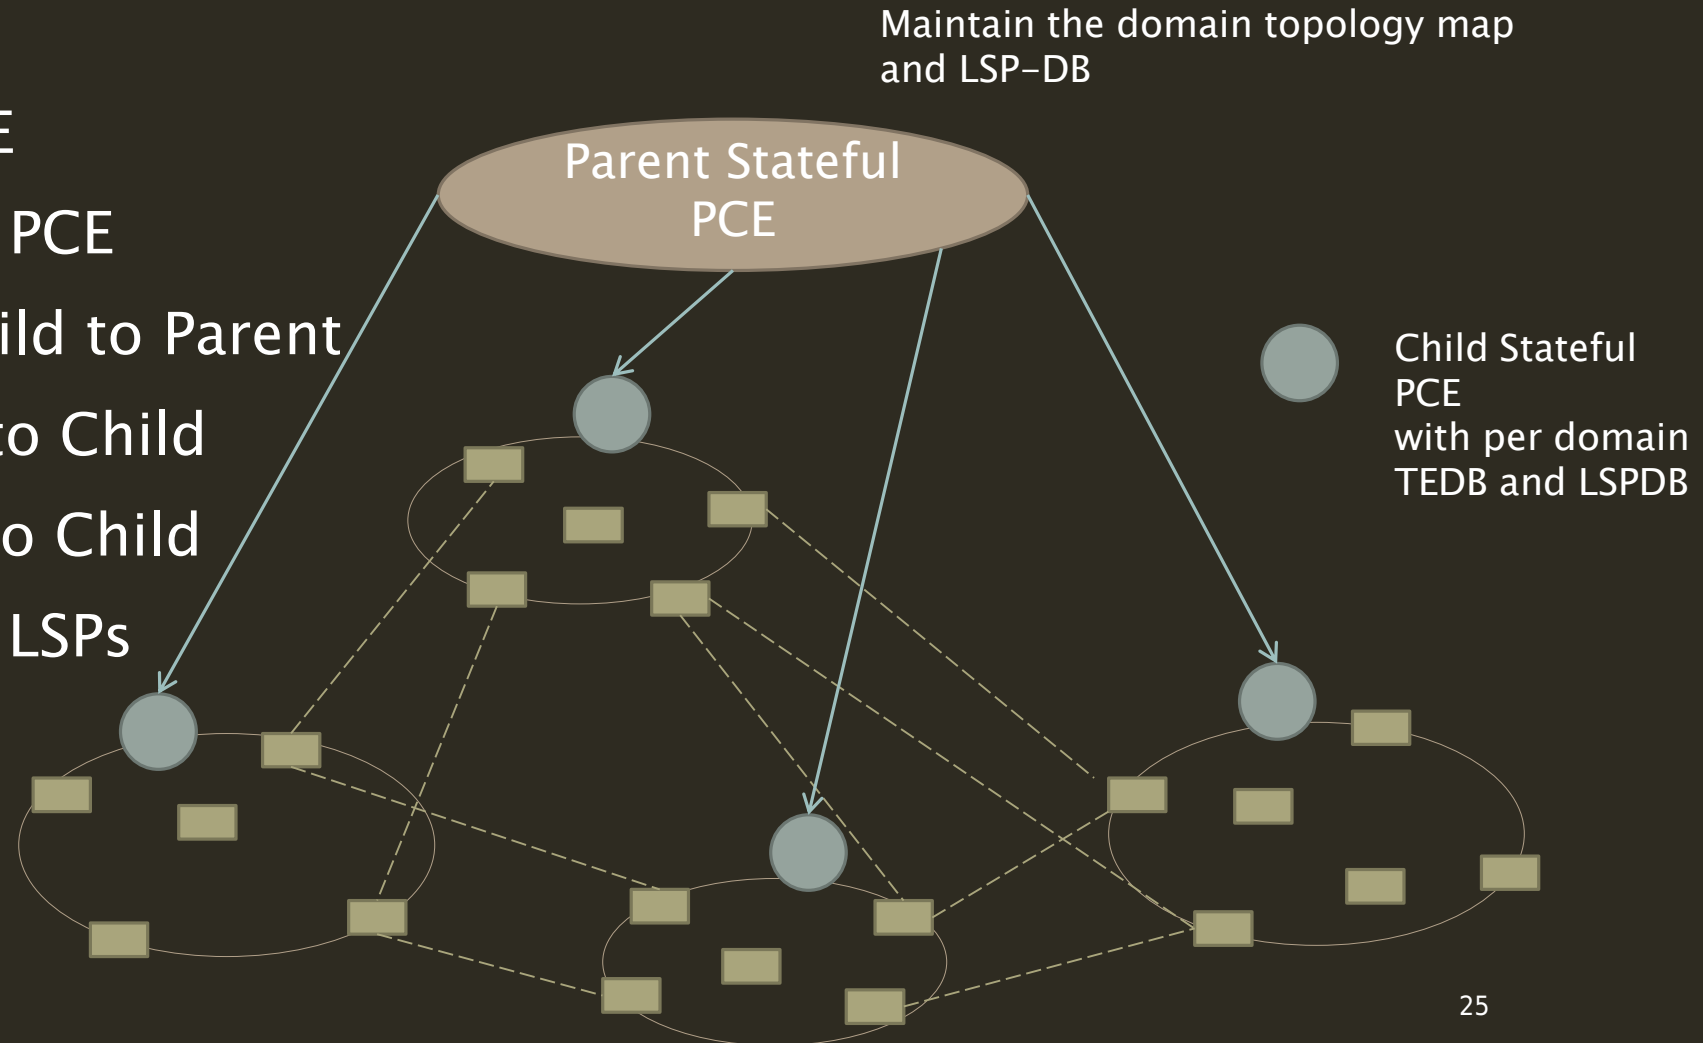 Maintain the domain topology map
and LSP-DB
E
PCE
ild to Parent
to Child
o Child
LSPs
Parent Stateful
PCE
Child Stateful
PCE
with per domain
TEDB and LSPDB
25